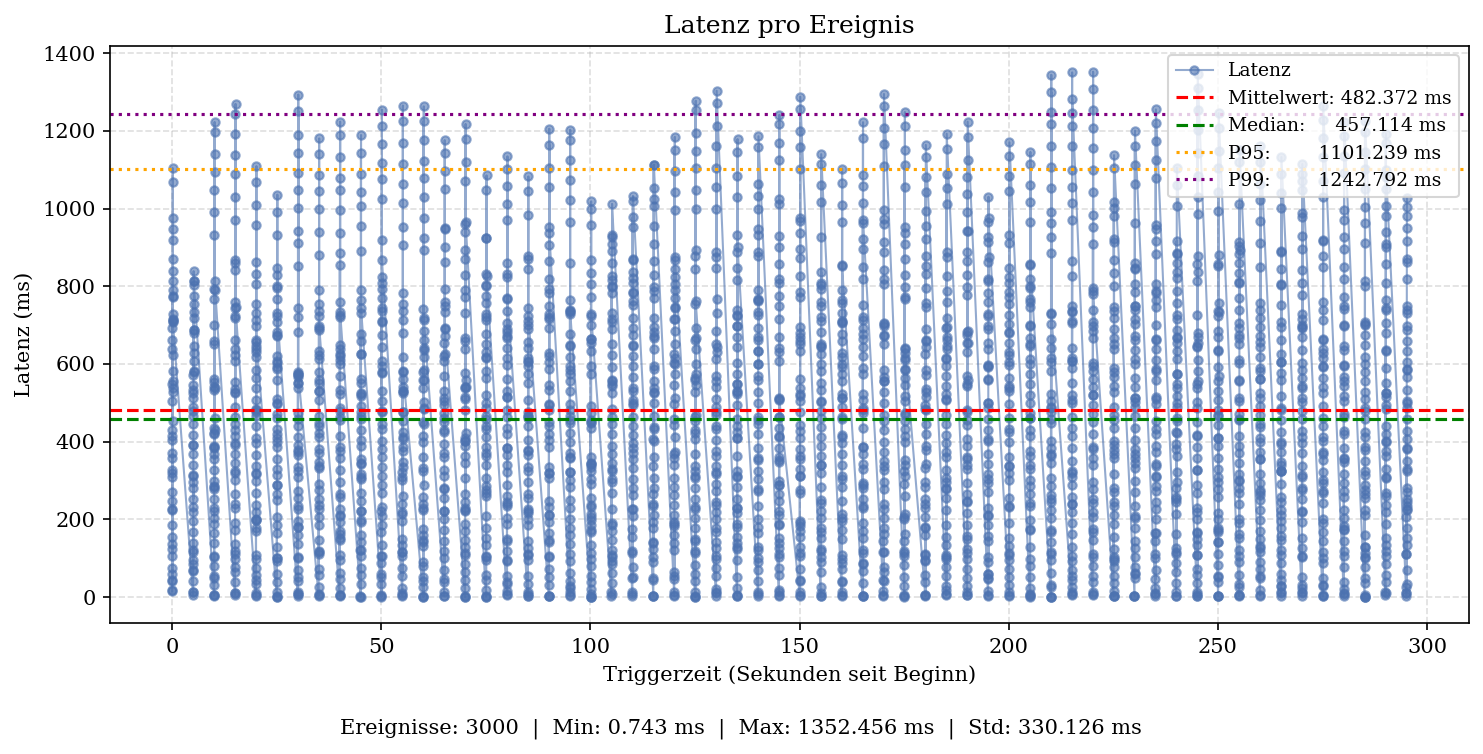 Latenz pro Ereignis
Latenz (ms)
1400
1200
1000
800
600
400
200
0
Latenz
Mittelwert: 482.372 ms
Median: 457.114 ms
P95: 1101.239 ms
P99: 1242.792 ms
0 50 100 150 200 250 300
Triggerzeit (Sekunden seit Beginn)
Ereignisse: 3000 | Min: 0.743 ms | Max: 1352.456 ms | Std: 330.126 ms